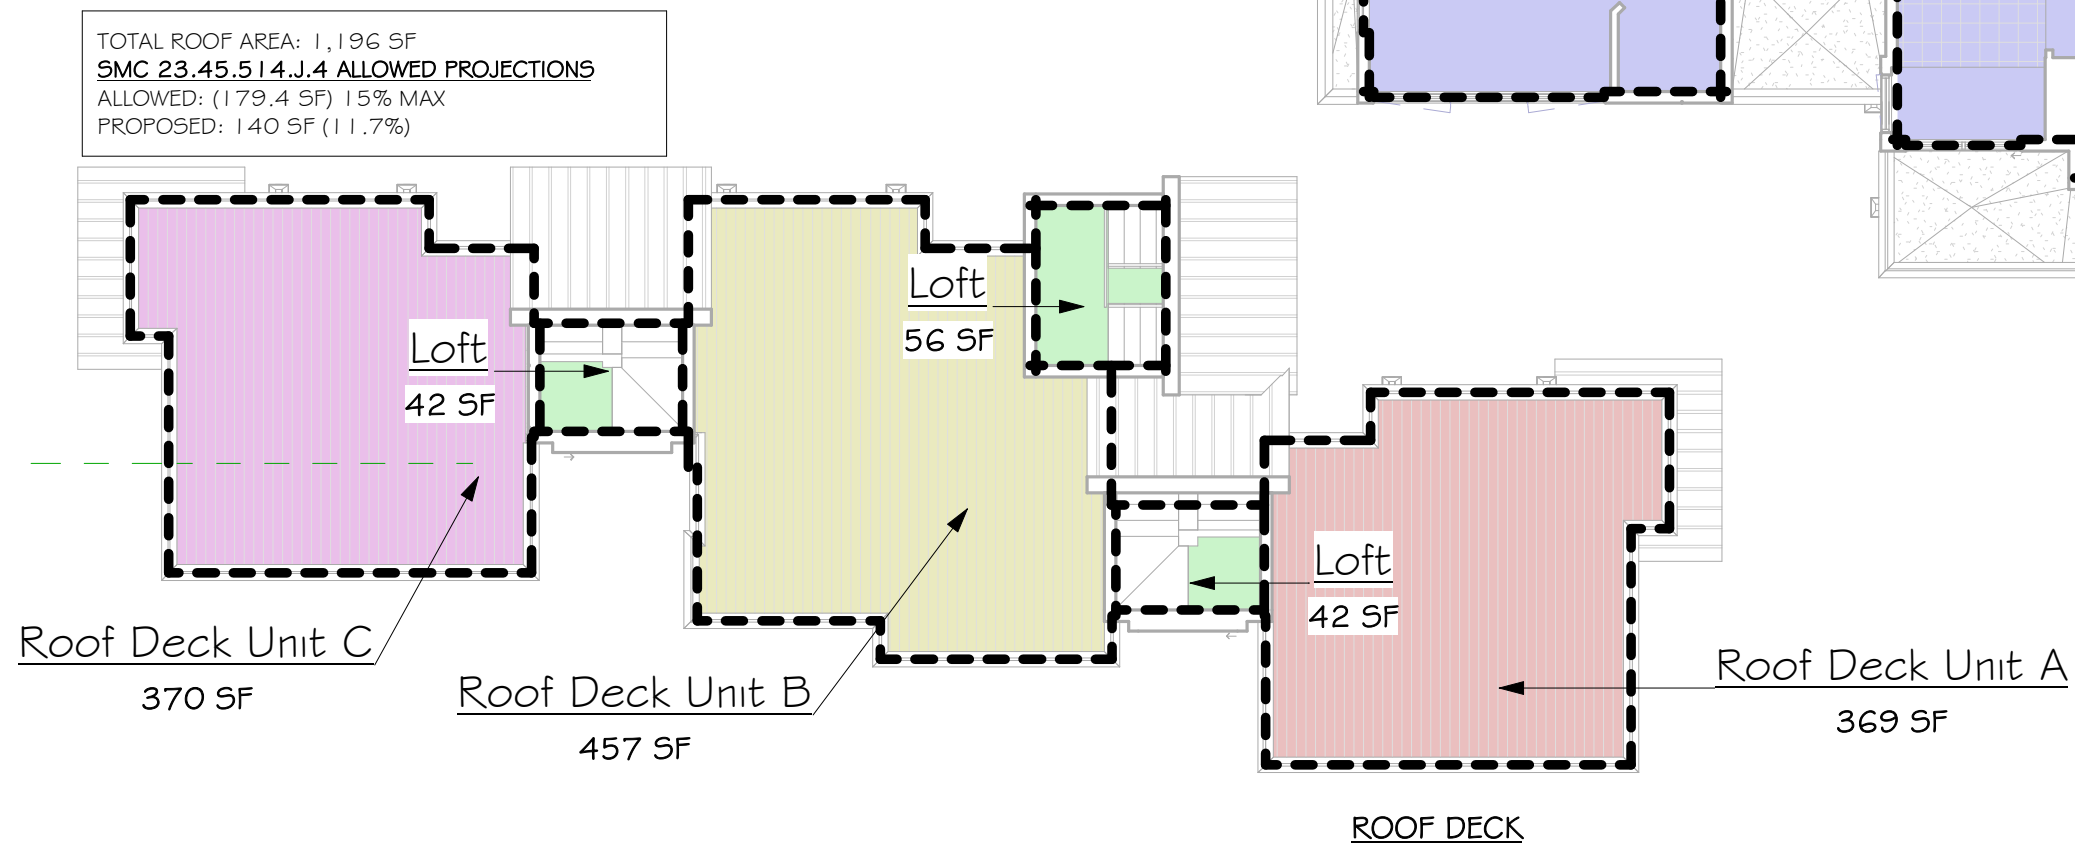 TOTAL ROOF AREA: 1,196 SF
SMC 23.45.514.J.4 ALLOWED PROJECTIONS
ALLOWED: (179.4 SF) 15% MAX
PROPOSED: 140 SF (11.7%)
Loft
56 SF
Loft
42 SF
Loft
42 SF
Roof Deck Unit C
370 SF
Roof Deck Unit B
457 SF
Roof Deck Unit A
369 SF
ROOF DECK